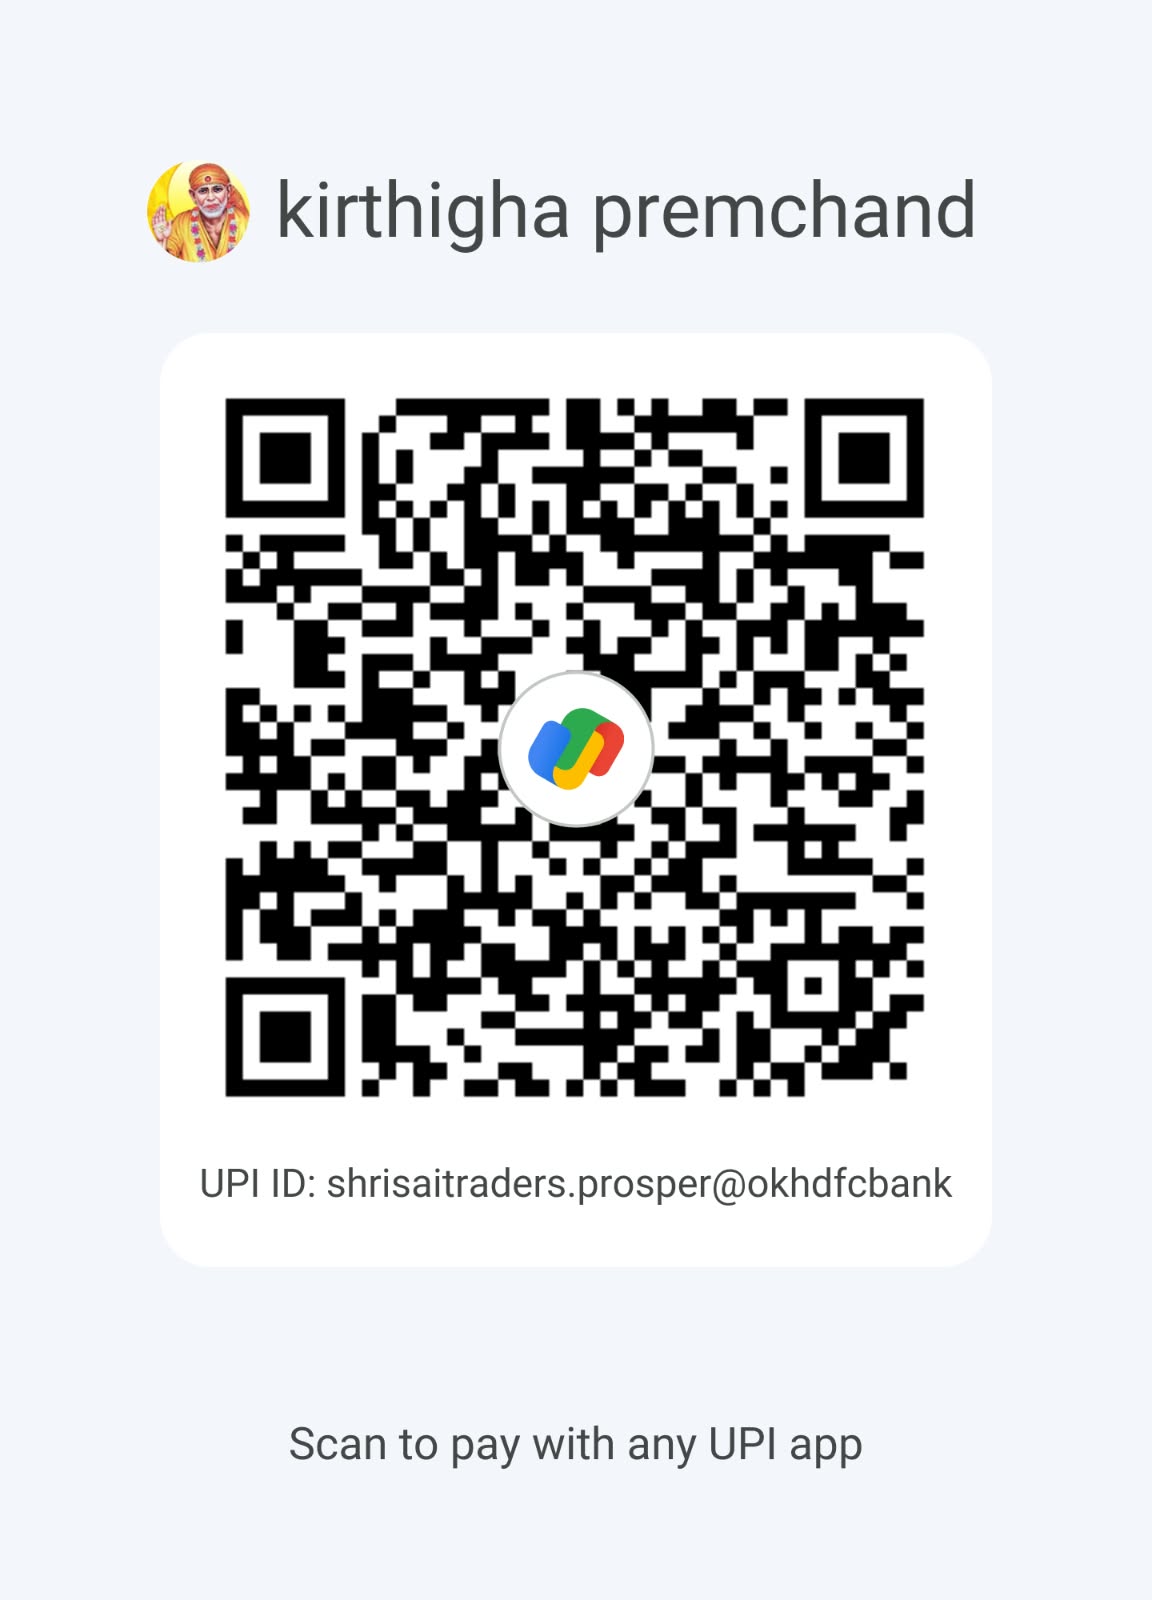 kirthigha premchand
UPI ID: shrisaitraders.prosper@okhdfcbank
Scan to pay with any UPI app